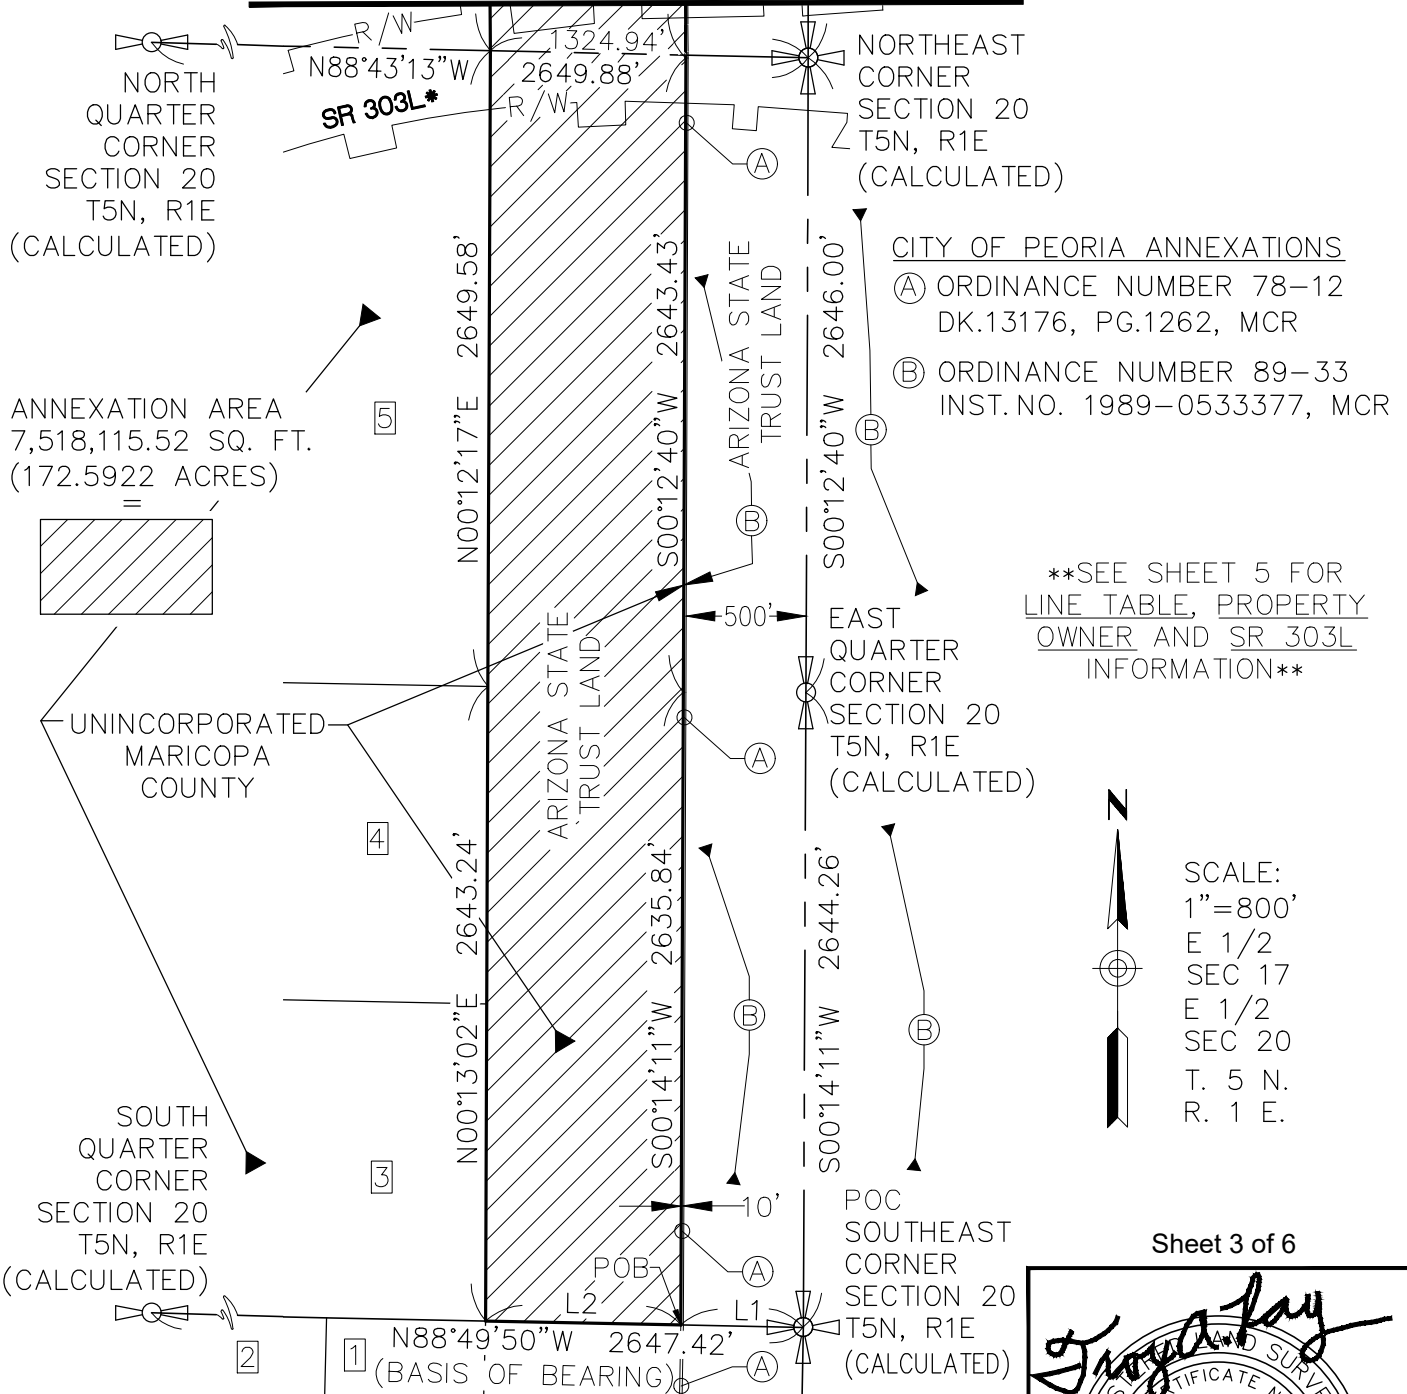 R/W
1324.94'
N88°43'13"W
2649.88'
SR 303L*
R/W
NORTH
QUARTER
CORNER
SECTION 20
T5N, R1E
(CALCULATED)
NORTHEAST
CORNER
SECTION 20
T5N, R1E
(CALCULATED)
A
CITY OF PEORIA ANNEXATIONS
A ORDINANCE NUMBER 78-12
DK.13176, PG.1262, MCR
B ORDINANCE NUMBER 89-33
INST. NO. 1989-0533377, MCR
N00°12'17"E 2649.58'
S00°12'40"W 2643.43'
ARIZONA STATE
TRUST LAND
S00°12'40"W 2646.00'
B
B
ANNEXATION AREA
7,518,115.52 SQ. FT.
(172.5922 ACRES)
=
5
**SEE SHEET 5 FOR
LINE TABLE, PROPERTY
OWNER AND SR 303L
INFORMATION**
500'
EAST
QUARTER
CORNER
SECTION 20
T5N, R1E
(CALCULATED)
ARIZONA STATE
TRUST LAND
UNINCORPORATED
MARICOPA
COUNTY
A
4
N00°13'02"E 2643.24'
S00°14'11"W 2635.84'
S00°14'11"W 2644.26'
B
B
N
SCALE:
1"=800'
E 1/2
SEC 17
E 1/2
SEC 20
T. 5 N.
R. 1 E.
SOUTH
QUARTER
CORNER
SECTION 20
T5N, R1E
(CALCULATED)
3
10'
POC
SOUTHEAST
CORNER
SECTION 20
T5N, R1E
(CALCULATED)
POB
A
L2
L1
N88°49'50"W 2647.42'
(BASIS OF BEARING)
A
2
1
Sheet 3 of 6
LAND SURV
TIFICATE N